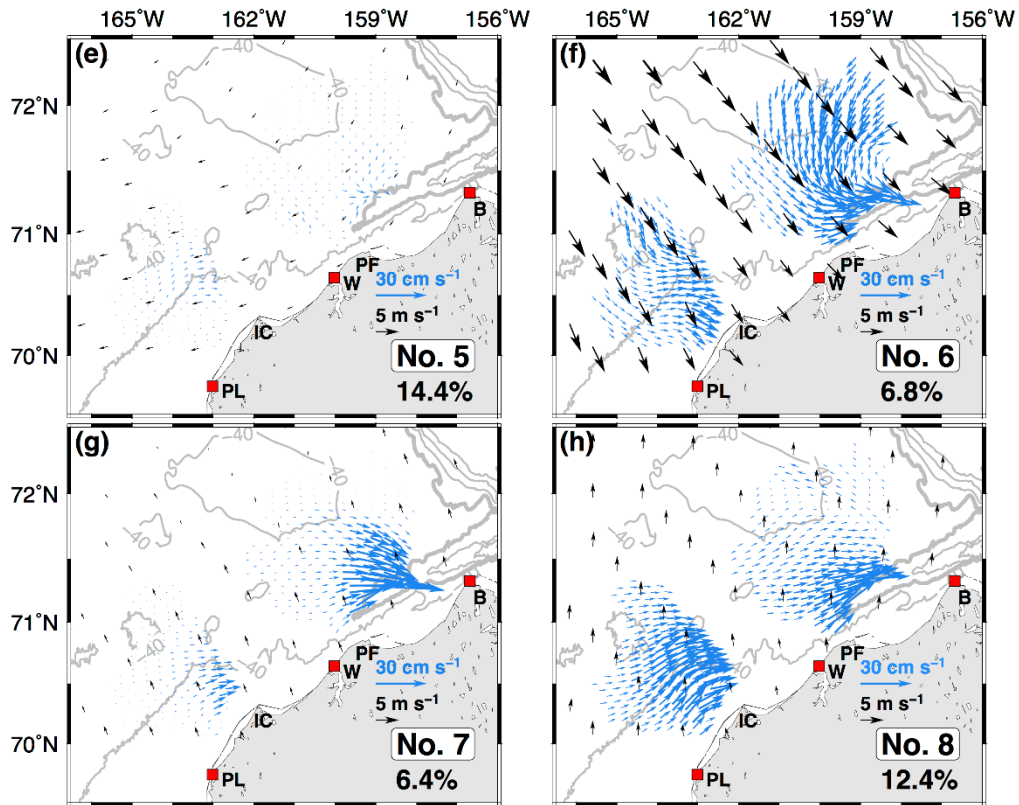 165°W 162°W 159°W 156°W 165°W 162°W 159°W 156°W
(e) −40 (f) −40
72°N
−40 −40
71°N B B
−40 −40
PF PF
W 30 cm s⁻¹ W 30 cm s⁻¹
5 m s⁻¹ 5 m s⁻¹
IC IC
70°N No. 5 No. 6
PL 14.4% PL 6.8%
(g) −40 (h) −40
72°N
−40 −40
71°N B B
−40 −40
PF PF
W 30 cm s⁻¹ W 30 cm s⁻¹
5 m s⁻¹ 5 m s⁻¹
IC IC
70°N No. 7 No. 8
PL 6.4% PL 12.4%